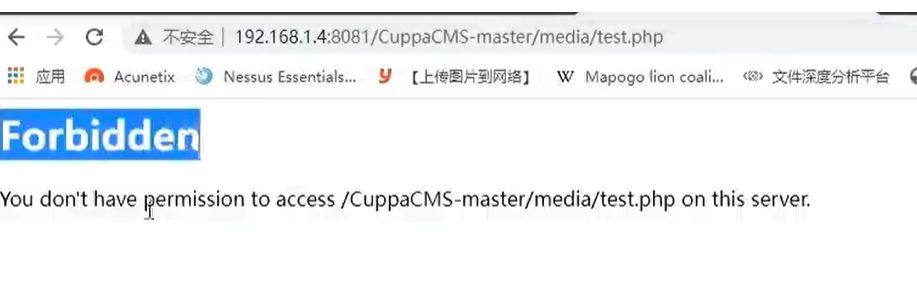 不安全 | 192.168.1.4:8081/CuppaCMS-master/media/test.php
应用 Acunetix Nessus Essentials... 【上传图片到网络】 W Mapogo lion coali... 文件深度分析平台
Forbidden
You don't have permission to access /CuppaCMS-master/media/test.php on this server.